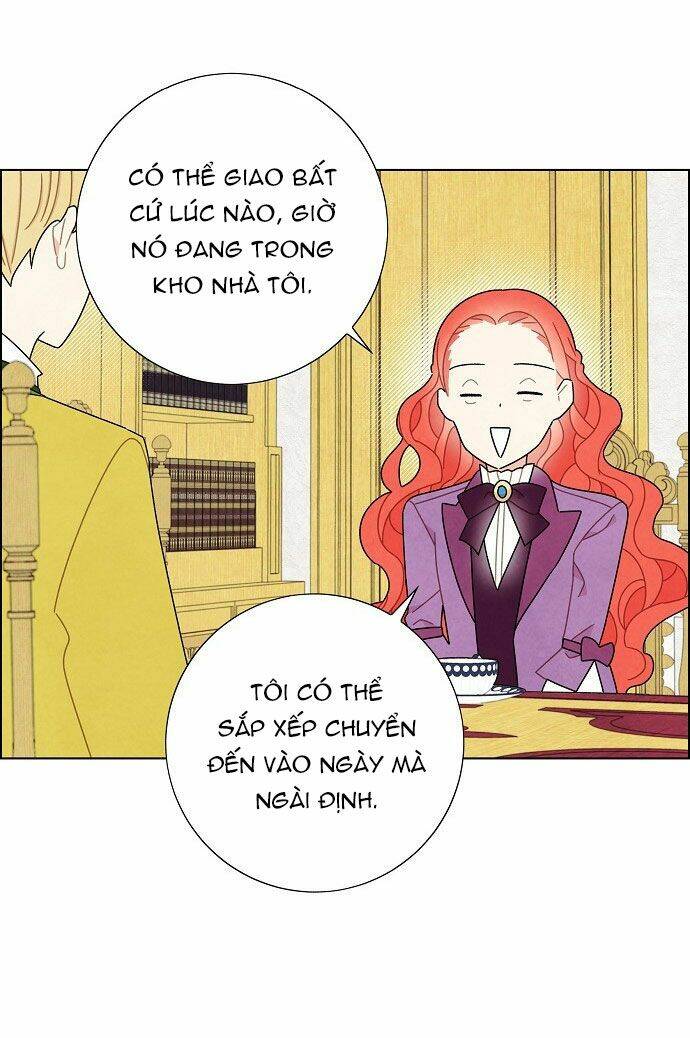 CÓ THỂ GIAO BẤT
CỨ LÚC NÀO, GIỜ
NÓ ĐANG TRONG
KHO NHÀ TÔI.
TÔI CÓ THỂ
SẮP XẾP CHUYỂN
ĐẾN VÀO NGÀY MÀ
NGÀI ĐỊNH.